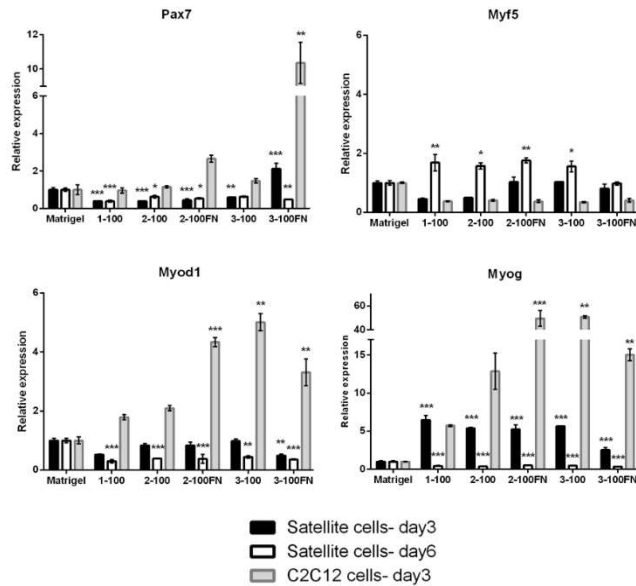 Pax7
Relative expression
12
10
8
6
4
2
0
*** *** *** * *** * ** *** ** **
Matrigel 1-100 2-100 2-100FN 3-100 3-100FN
Myf5
Relative expression
6
4
2
0
** * ** *
Matrigel 1-100 2-100 2-100FN 3-100 3-100FN
Myod1
Relative expression
6
4
2
0
*** *** *** *** ** ** ** *** **
Matrigel 1-100 2-100 2-100FN 3-100 3-100FN
Myog
Relative expression
60
50
40
15
10
5
0
*** *** *** *** *** *** *** *** ** *** *** **
Matrigel 1-100 2-100 2-100FN 3-100 3-100FN
Satellite cells- day3
Satellite cells- day6
C2C12 cells- day3